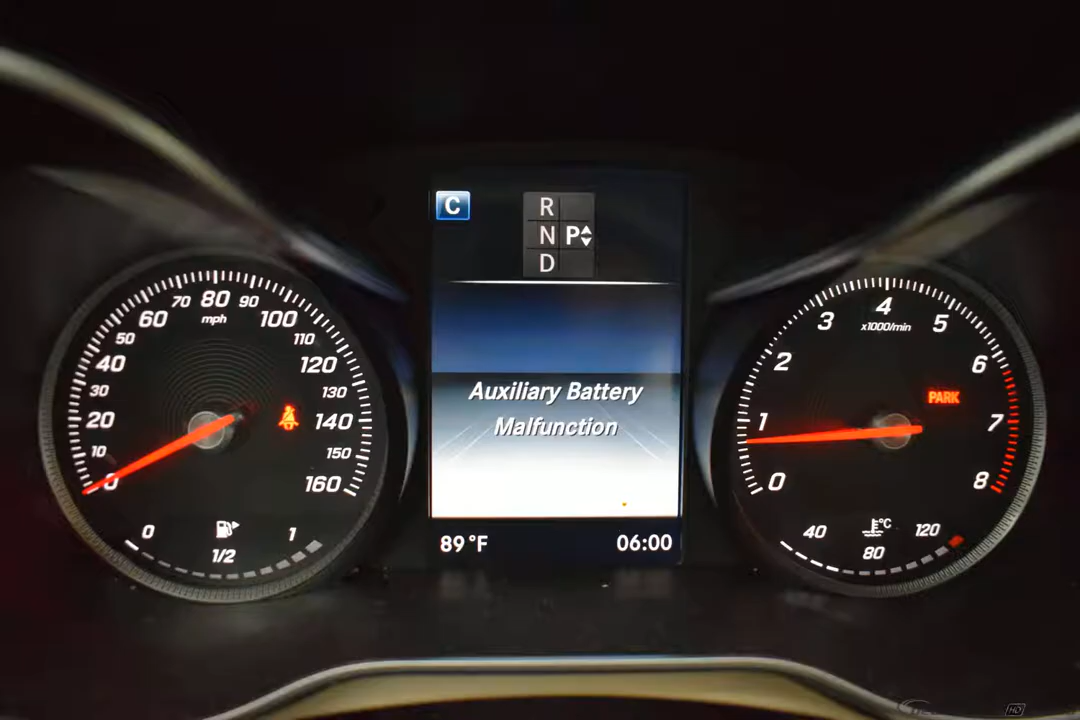 C
R
N P
D
Auxiliary Battery
Malfunction
89°F 06:00
0
10
20
30
40
50
60
70
80
90
100
110
120
130
140
150
160
mph
0 1/2 1
0
1
2
3
4
5
6
7
8
x1000/min
PARK
40 80 120
°C
HD